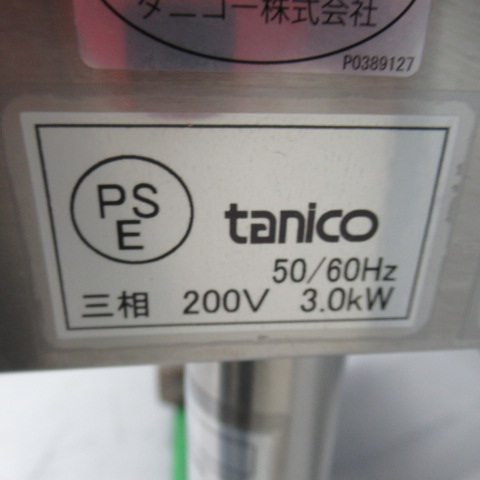 タニコー株式会社
P0389127
PS
E
tanico
50/60Hz
三相 200V 3.0kW